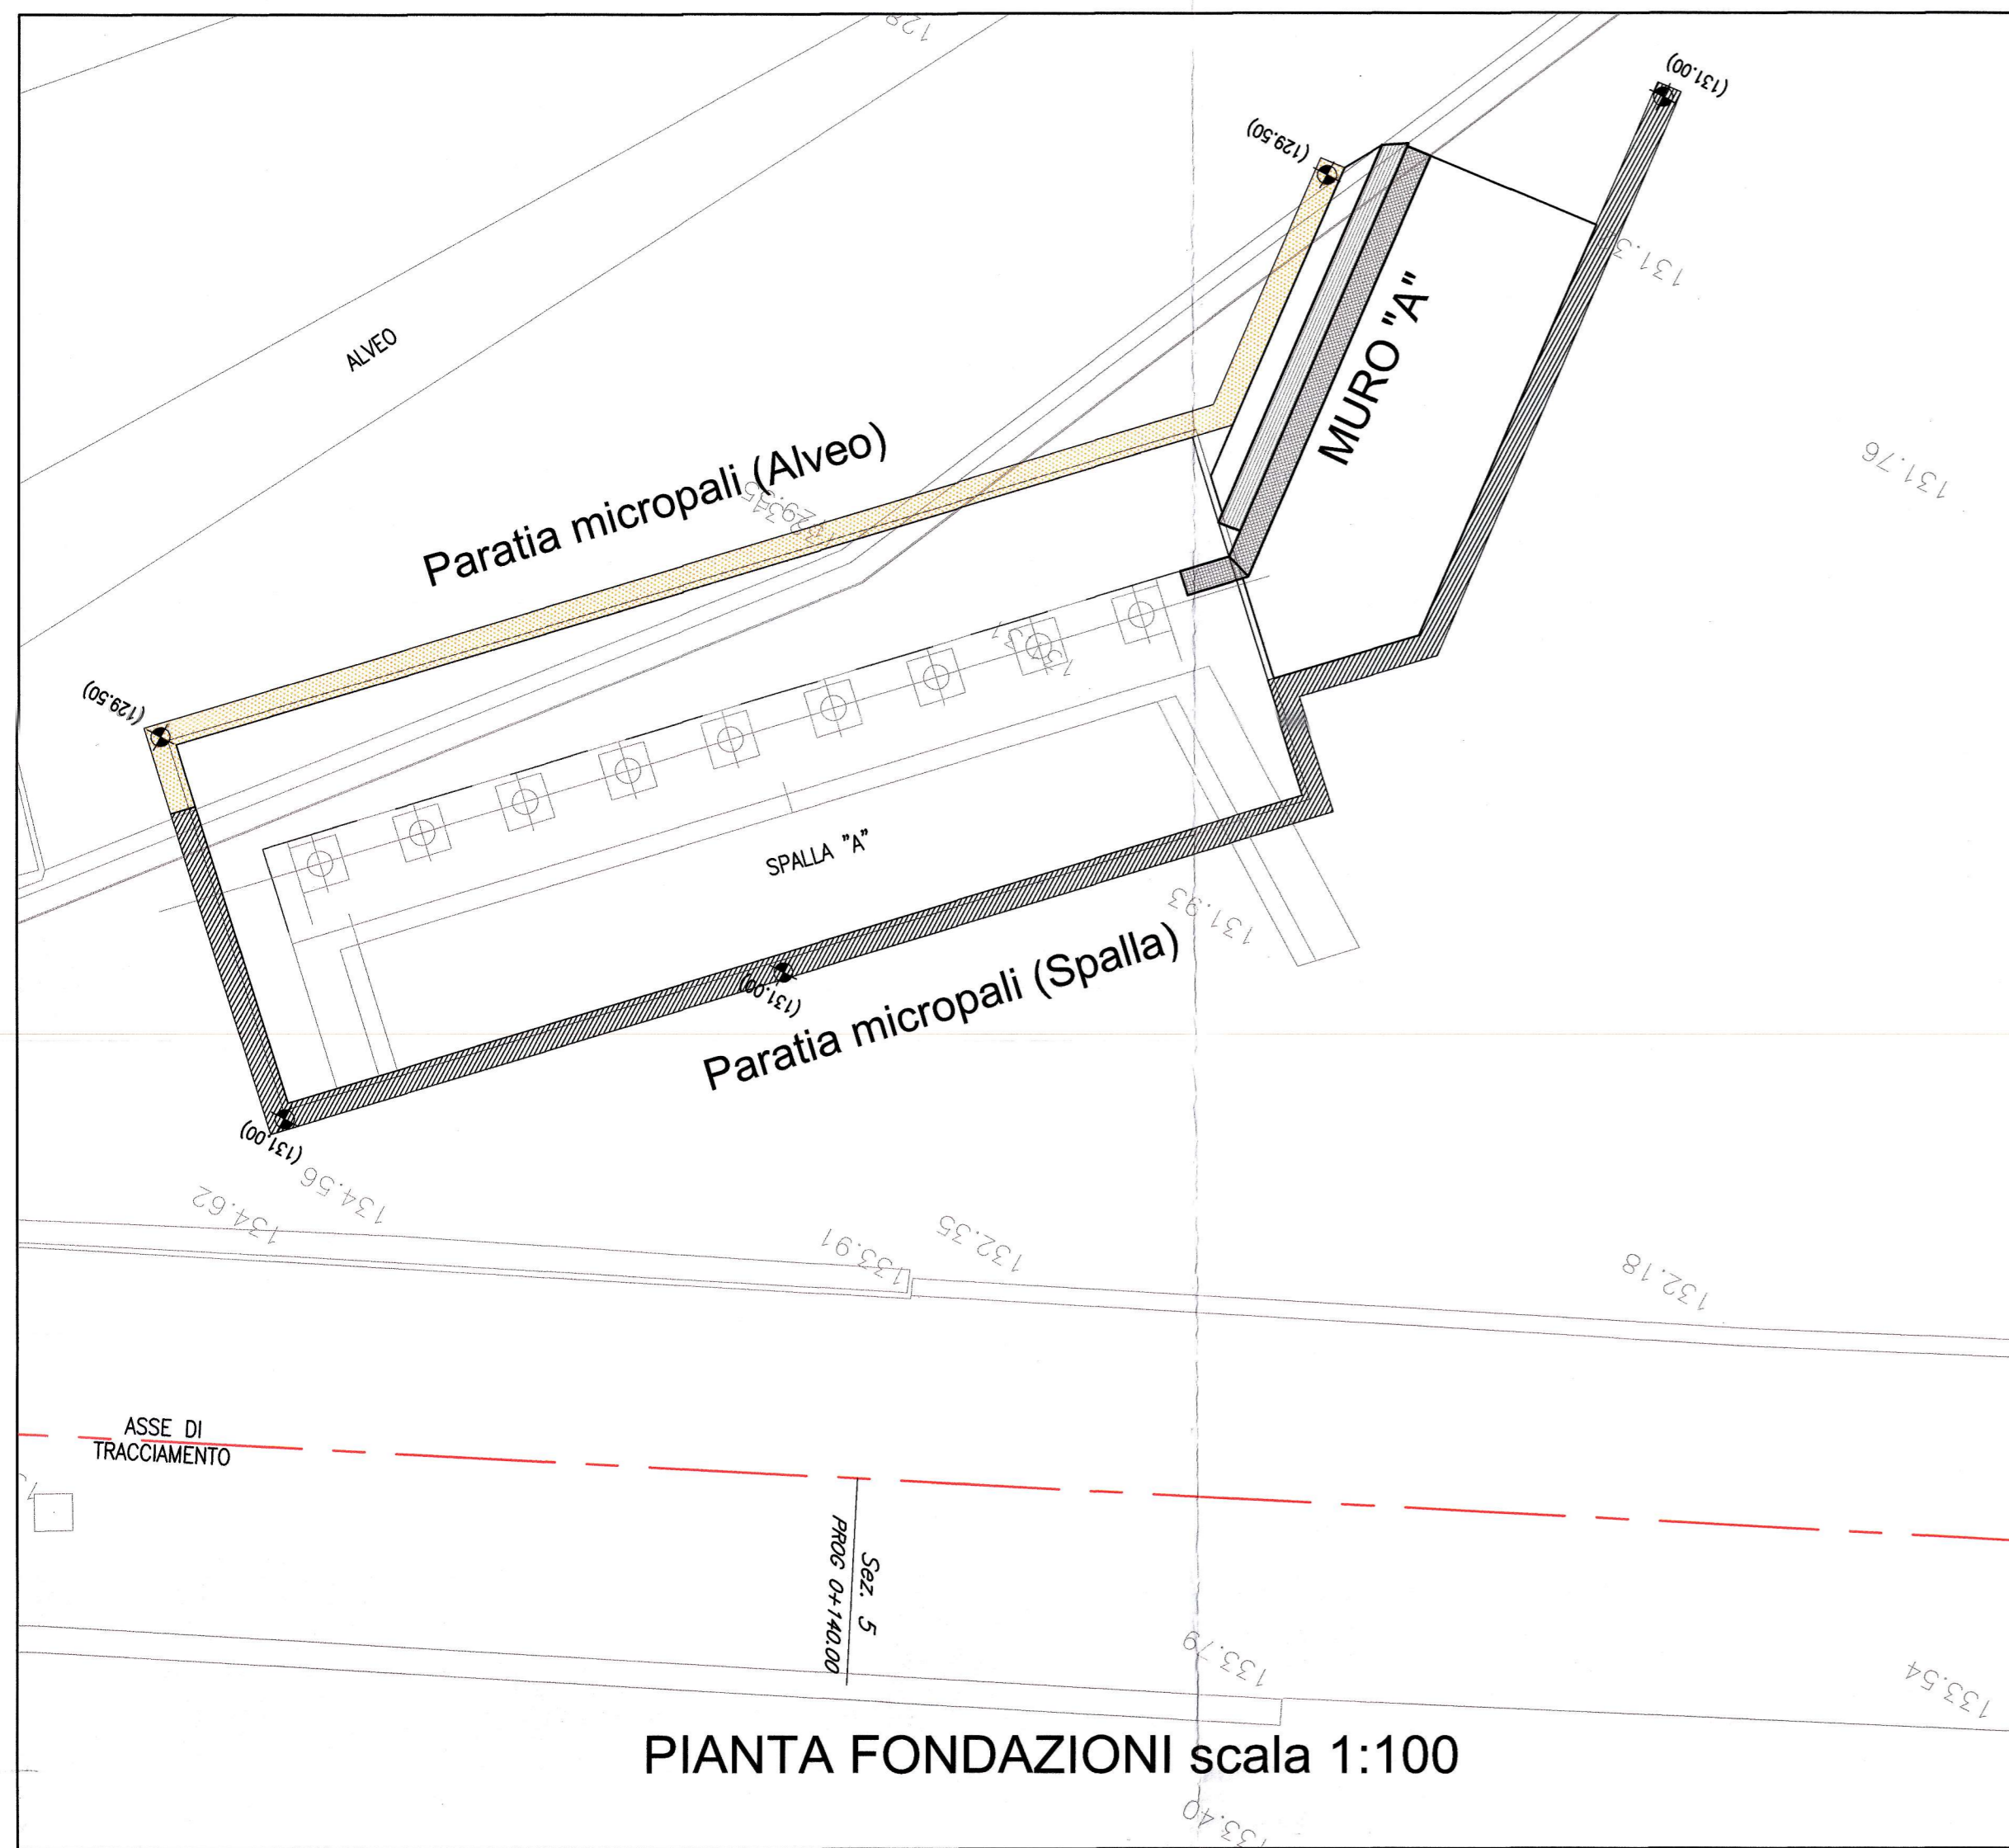 (131.00)
(129.50)
131.3
ALVEO
MURO "A"
131.76
Paratia micropali (Alveo)
(129.50)
SPALLA "A"
131.93
(131.00)
Paratia micropali (Spalla)
(131.00)
134.56
134.62
133.91
132.35
132.18
ASSE DI
TRACCIAMENTO
Sez. 5
PROG 0+140.00
133.79
133.54
PIANTA FONDAZIONI scala 1:100
133.40